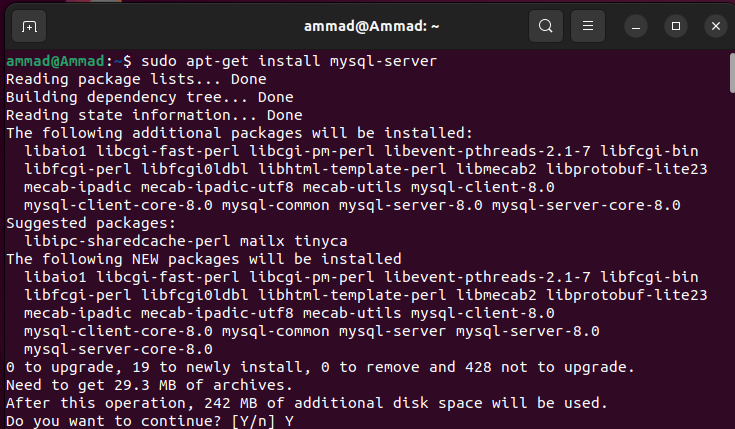 ammad@Ammad: ~
ammad@Ammad:~$ sudo apt-get install mysql-server
Reading package lists... Done
Building dependency tree... Done
Reading state information... Done
The following additional packages will be installed:
  libaio1 libcgi-fast-perl libcgi-pm-perl libevent-pthreads-2.1-7 libfcgi-bin
  libfcgi-perl libfcgi0ldbl libhtml-template-perl libmecab2 libprotobuf-lite23
  mecab-ipadic mecab-ipadic-utf8 mecab-utils mysql-client-8.0
  mysql-client-core-8.0 mysql-common mysql-server-8.0 mysql-server-core-8.0
Suggested packages:
  libipc-sharedcache-perl mailx tinyca
The following NEW packages will be installed
  libaio1 libcgi-fast-perl libcgi-pm-perl libevent-pthreads-2.1-7 libfcgi-bin
  libfcgi-perl libfcgi0ldbl libhtml-template-perl libmecab2 libprotobuf-lite23
  mecab-ipadic mecab-ipadic-utf8 mecab-utils mysql-client-8.0
  mysql-client-core-8.0 mysql-common mysql-server mysql-server-8.0
  mysql-server-core-8.0
0 to upgrade, 19 to newly install, 0 to remove and 428 not to upgrade.
Need to get 29.3 MB of archives.
After this operation, 242 MB of additional disk space will be used.
Do you want to continue? [Y/n] Y